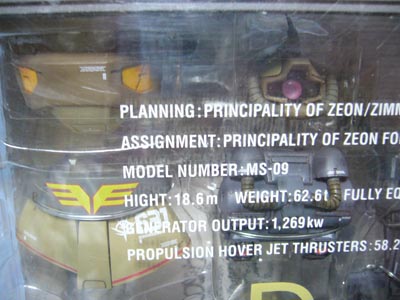 PLANNING:PRINCIPALITY OF ZEON/ZIMM
ASSIGNMENT:PRINCIPALITY OF ZEON FO
MODEL NUMBER:MS-09
HIGHT:18.6m WEIGHT:62.6t FULLY EQ
GENERATOR OUTPUT:1,269kw
PROPULSION HOVER JET THRUSTERS:58.2
D